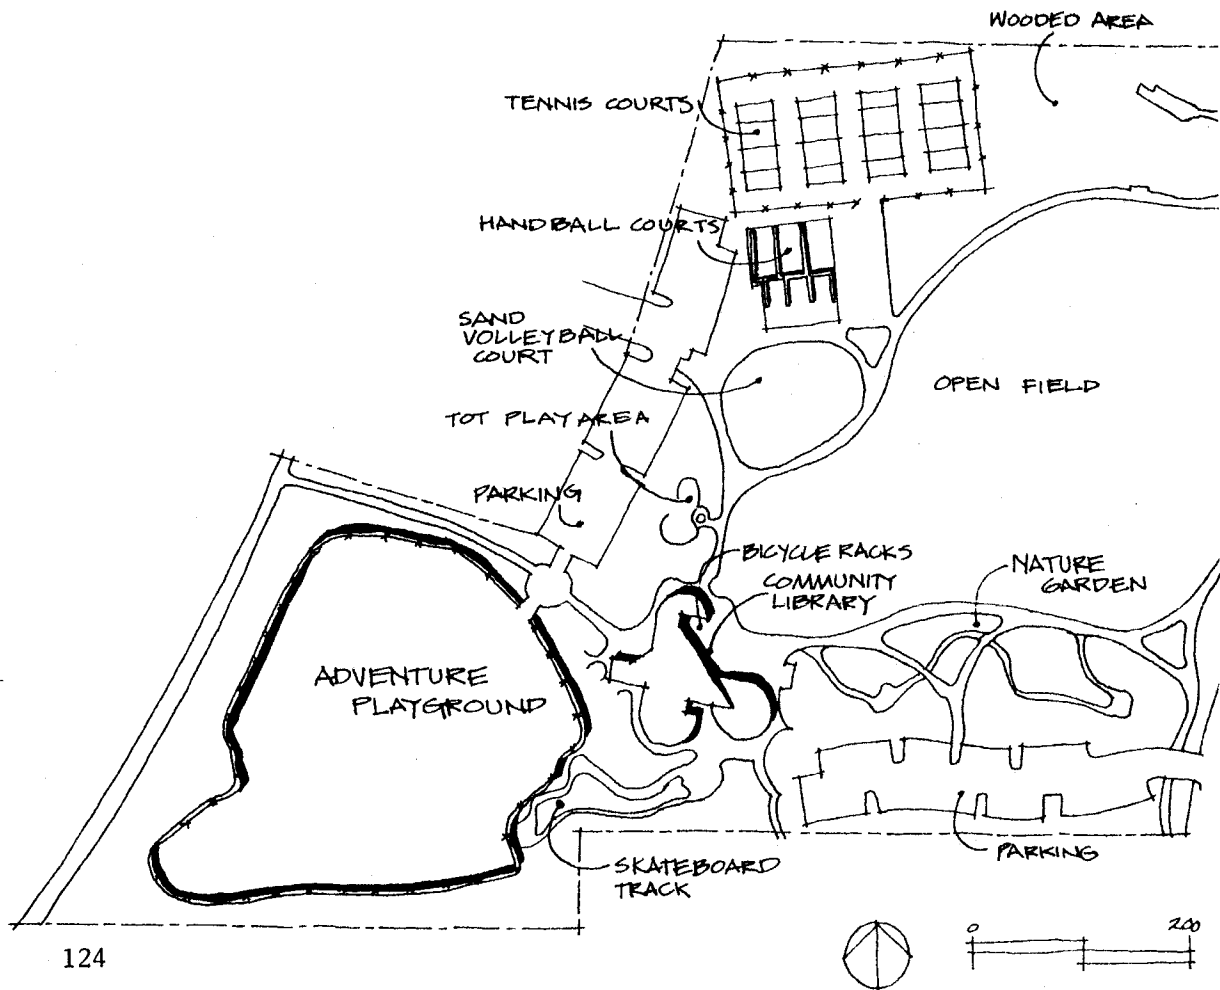 WOODED AREA
TENNIS COURTS
HANDBALL COURTS
SAND
VOLLEYBALL
COURT
OPEN FIELD
TOT PLAY AREA
PARKING
BICYCLE RACKS
COMMUNITY
LIBRARY
NATURE
GARDEN
ADVENTURE
PLAYGROUND
PARKING
SKATEBOARD
TRACK
0 200
124